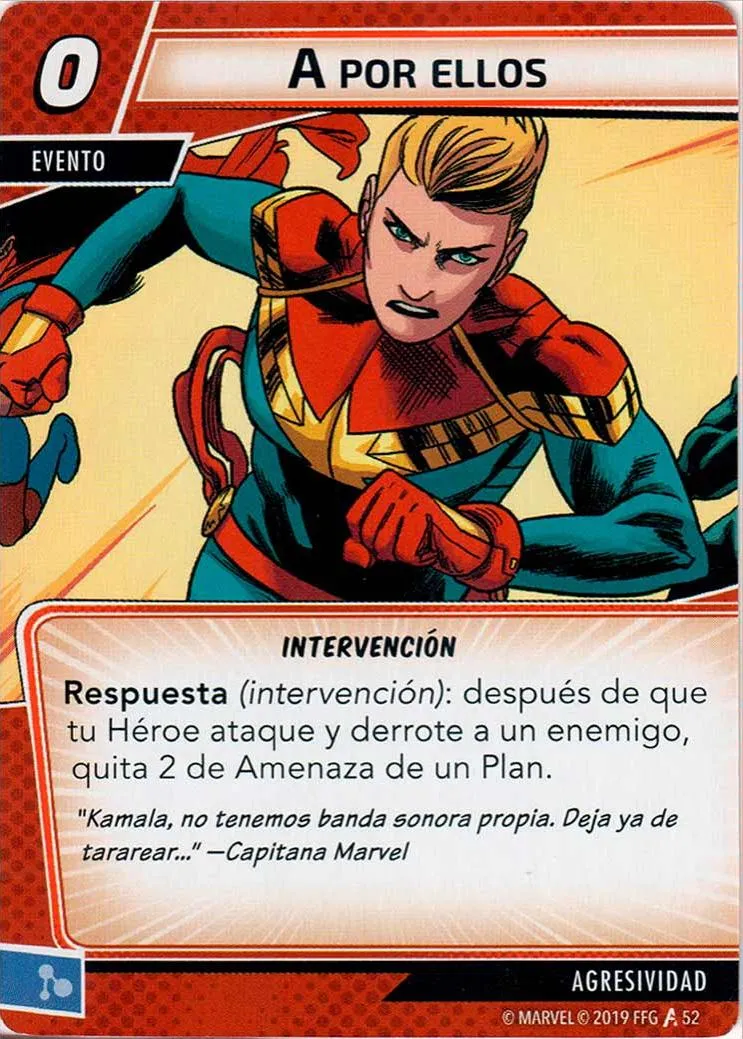 0
A POR ELLOS
EVENTO
INTERVENCIÓN
Respuesta (intervención): después de que
tu Héroe ataque y derrote a un enemigo,
quita 2 de Amenaza de un Plan.
"Kamala, no tenemos banda sonora propia. Deja ya de
tararear..." —Capitana Marvel
AGRESIVIDAD
© MARVEL © 2019 FFG A 52